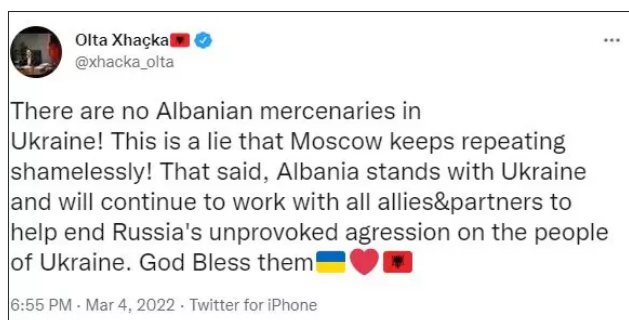 Olta Xhaçka🇦🇱
@xhacka_olta
There are no Albanian mercenaries in
Ukraine! This is a lie that Moscow keeps repeating
shamelessly! That said, Albania stands with Ukraine
and will continue to work with all allies&partners to
help end Russia's unprovoked agression on the people
of Ukraine. God Bless them🇺🇦❤️🇦🇱
6:55 PM · Mar 4, 2022 · Twitter for iPhone